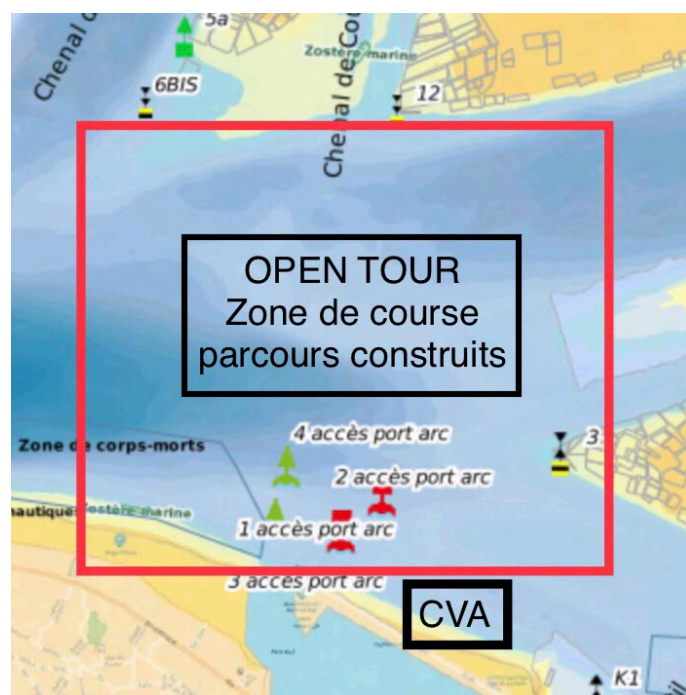 5a
Chenal d
Zostère marine
Chenal de Cou
6BIS
12
OPEN TOUR
Zone de course
parcours construits
4 accès port arc
3
Zone de corps-morts
2 accès port arc
nautique
Zostère marine
1 accès port arc
3 accès port arc
CVA
K1